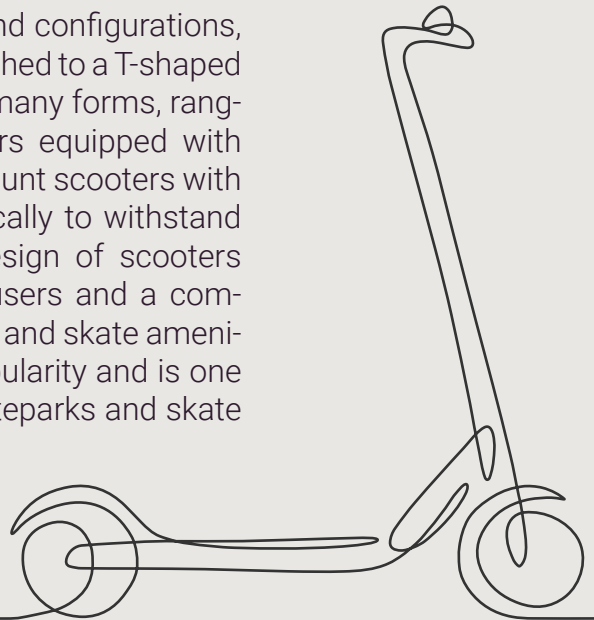 nd configurations,
hed to a T-shaped
many forms, rang-
rs equipped with
unt scooters with
cally to withstand
sign of scooters
users and a com-
and skate ameni-
ularity and is one
teparks and skate